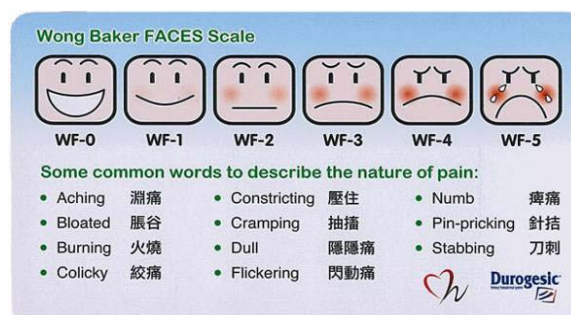 Wong Baker FACES Scale
WF-0 WF-1 WF-2 WF-3 WF-4 WF-5
Some common words to describe the nature of pain:
• Aching 淵痛 • Constricting 壓住 • Numb 痺痛
• Bloated 脹谷 • Cramping 抽搐 • Pin-pricking 針拮
• Burning 火燒 • Dull 隱隱痛 • Stabbing 刀刺
• Colicky 絞痛 • Flickering 閃動痛
Durogesic